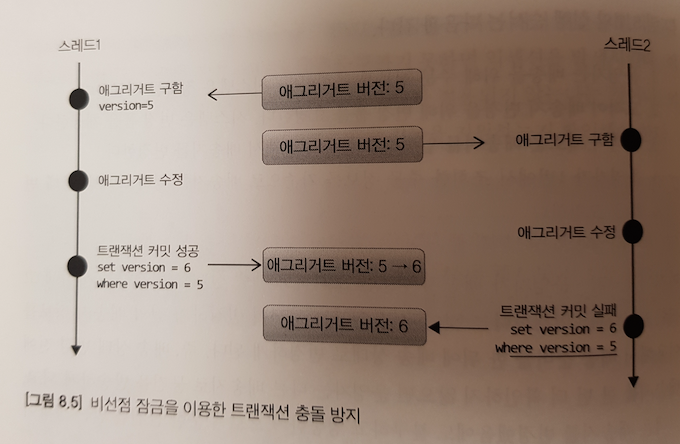 스레드1
스레드2
애그리거트 구함
version=5
애그리거트 버전: 5
애그리거트 버전: 5
애그리거트 구함
애그리거트 수정
애그리거트 수정
트랜잭션 커밋 성공
set version = 6
where version = 5
애그리거트 버전: 5 → 6
애그리거트 버전: 6
트랜잭션 커밋 실패
set version = 6
where version = 5
[그림 8.5] 비선점 잠금을 이용한 트랜잭션 충돌 방지